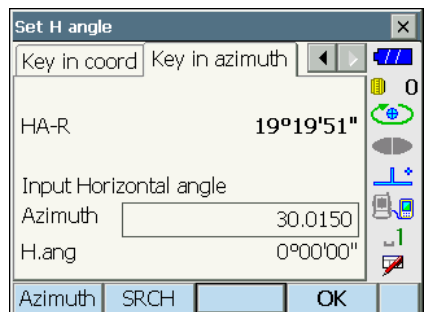 Set H angle
Key in coord Key in azimuth
0
HA-R 19°19'51"
Input Horizontal angle
Azimuth 30.0150
H.ang 0°00'00"
1
Azimuth SRCH OK